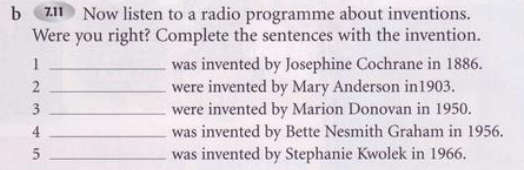 b 7.11 Now listen to a radio programme about inventions.
Were you right? Complete the sentences with the invention.
1 ____________ was invented by Josephine Cochrane in 1886.
2 ____________ were invented by Mary Anderson in1903.
3 ____________ were invented by Marion Donovan in 1950.
4 ____________ was invented by Bette Nesmith Graham in 1956.
5 ____________ was invented by Stephanie Kwolek in 1966.